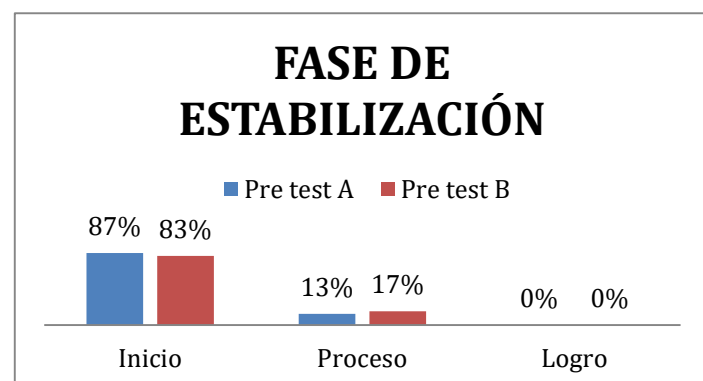 FASE DE
ESTABILIZACIÓN
Pre test A Pre test B
87% 83%
13% 17%
0% 0%
Inicio Proceso Logro